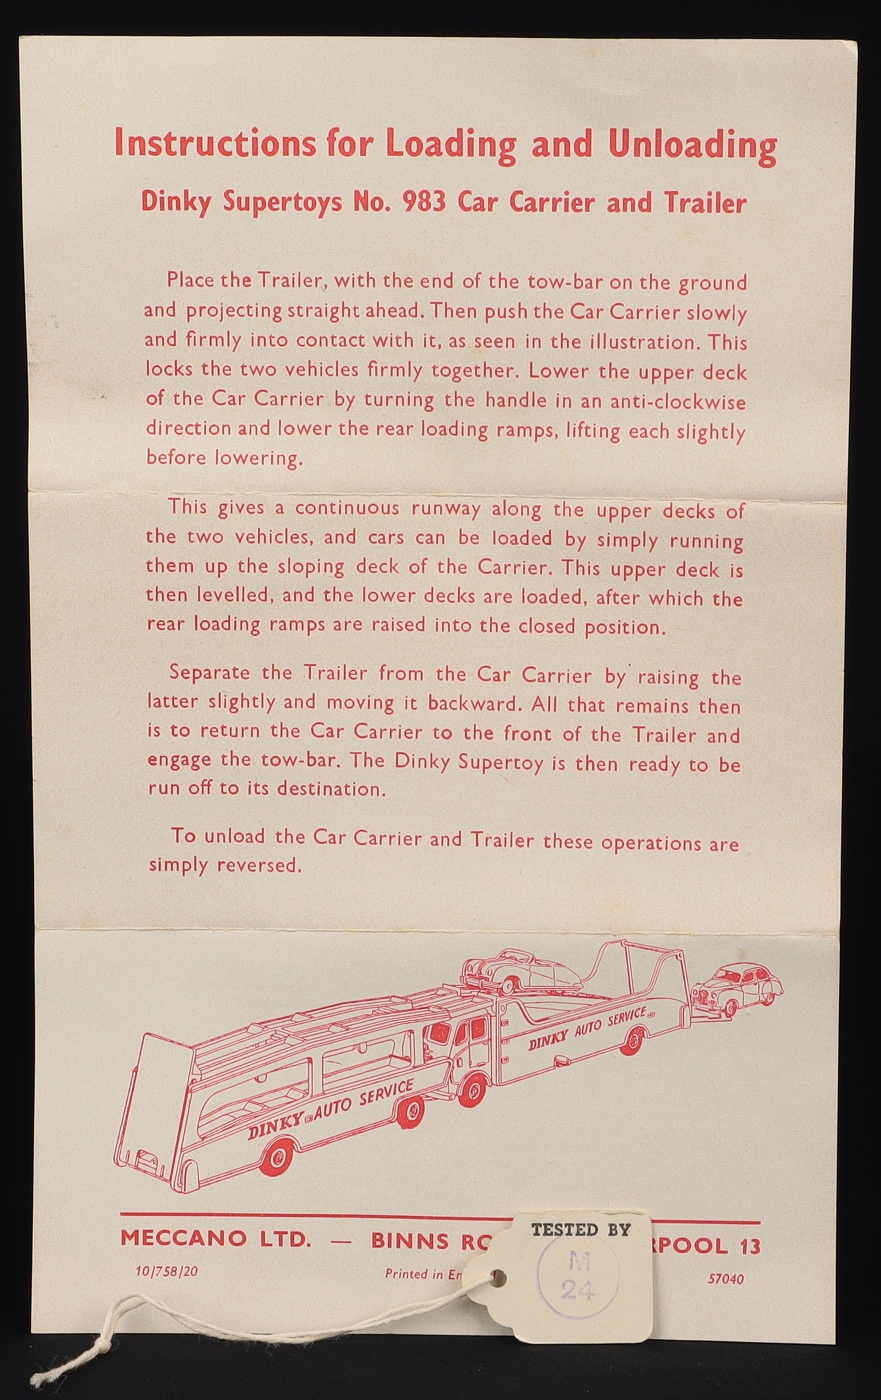 Instructions for Loading and Unloading
Dinky Supertoys No. 983 Car Carrier and Trailer
Place the Trailer, with the end of the tow-bar on the ground
and projecting straight ahead. Then push the Car Carrier slowly
and firmly into contact with it, as seen in the illustration. This
locks the two vehicles firmly together. Lower the upper deck
of the Car Carrier by turning the handle in an anti-clockwise
direction and lower the rear loading ramps, lifting each slightly
before lowering.
This gives a continuous runway along the upper decks of
the two vehicles, and cars can be loaded by simply running
them up the sloping deck of the Carrier. This upper deck is
then levelled, and the lower decks are loaded, after which the
rear loading ramps are raised into the closed position.
Separate the Trailer from the Car Carrier by raising the
latter slightly and moving it backward. All that remains then
is to return the Car Carrier to the front of the Trailer and
engage the tow-bar. The Dinky Supertoy is then ready to be
run off to its destination.
To unload the Car Carrier and Trailer these operations are
simply reversed.
DINKY AUTO SERVICE
DINKY AUTO SERVICE
MECCANO LTD. — BINNS RO RPOOL 13
10/758/20 Printed in En 57040
TESTED BY
M
24